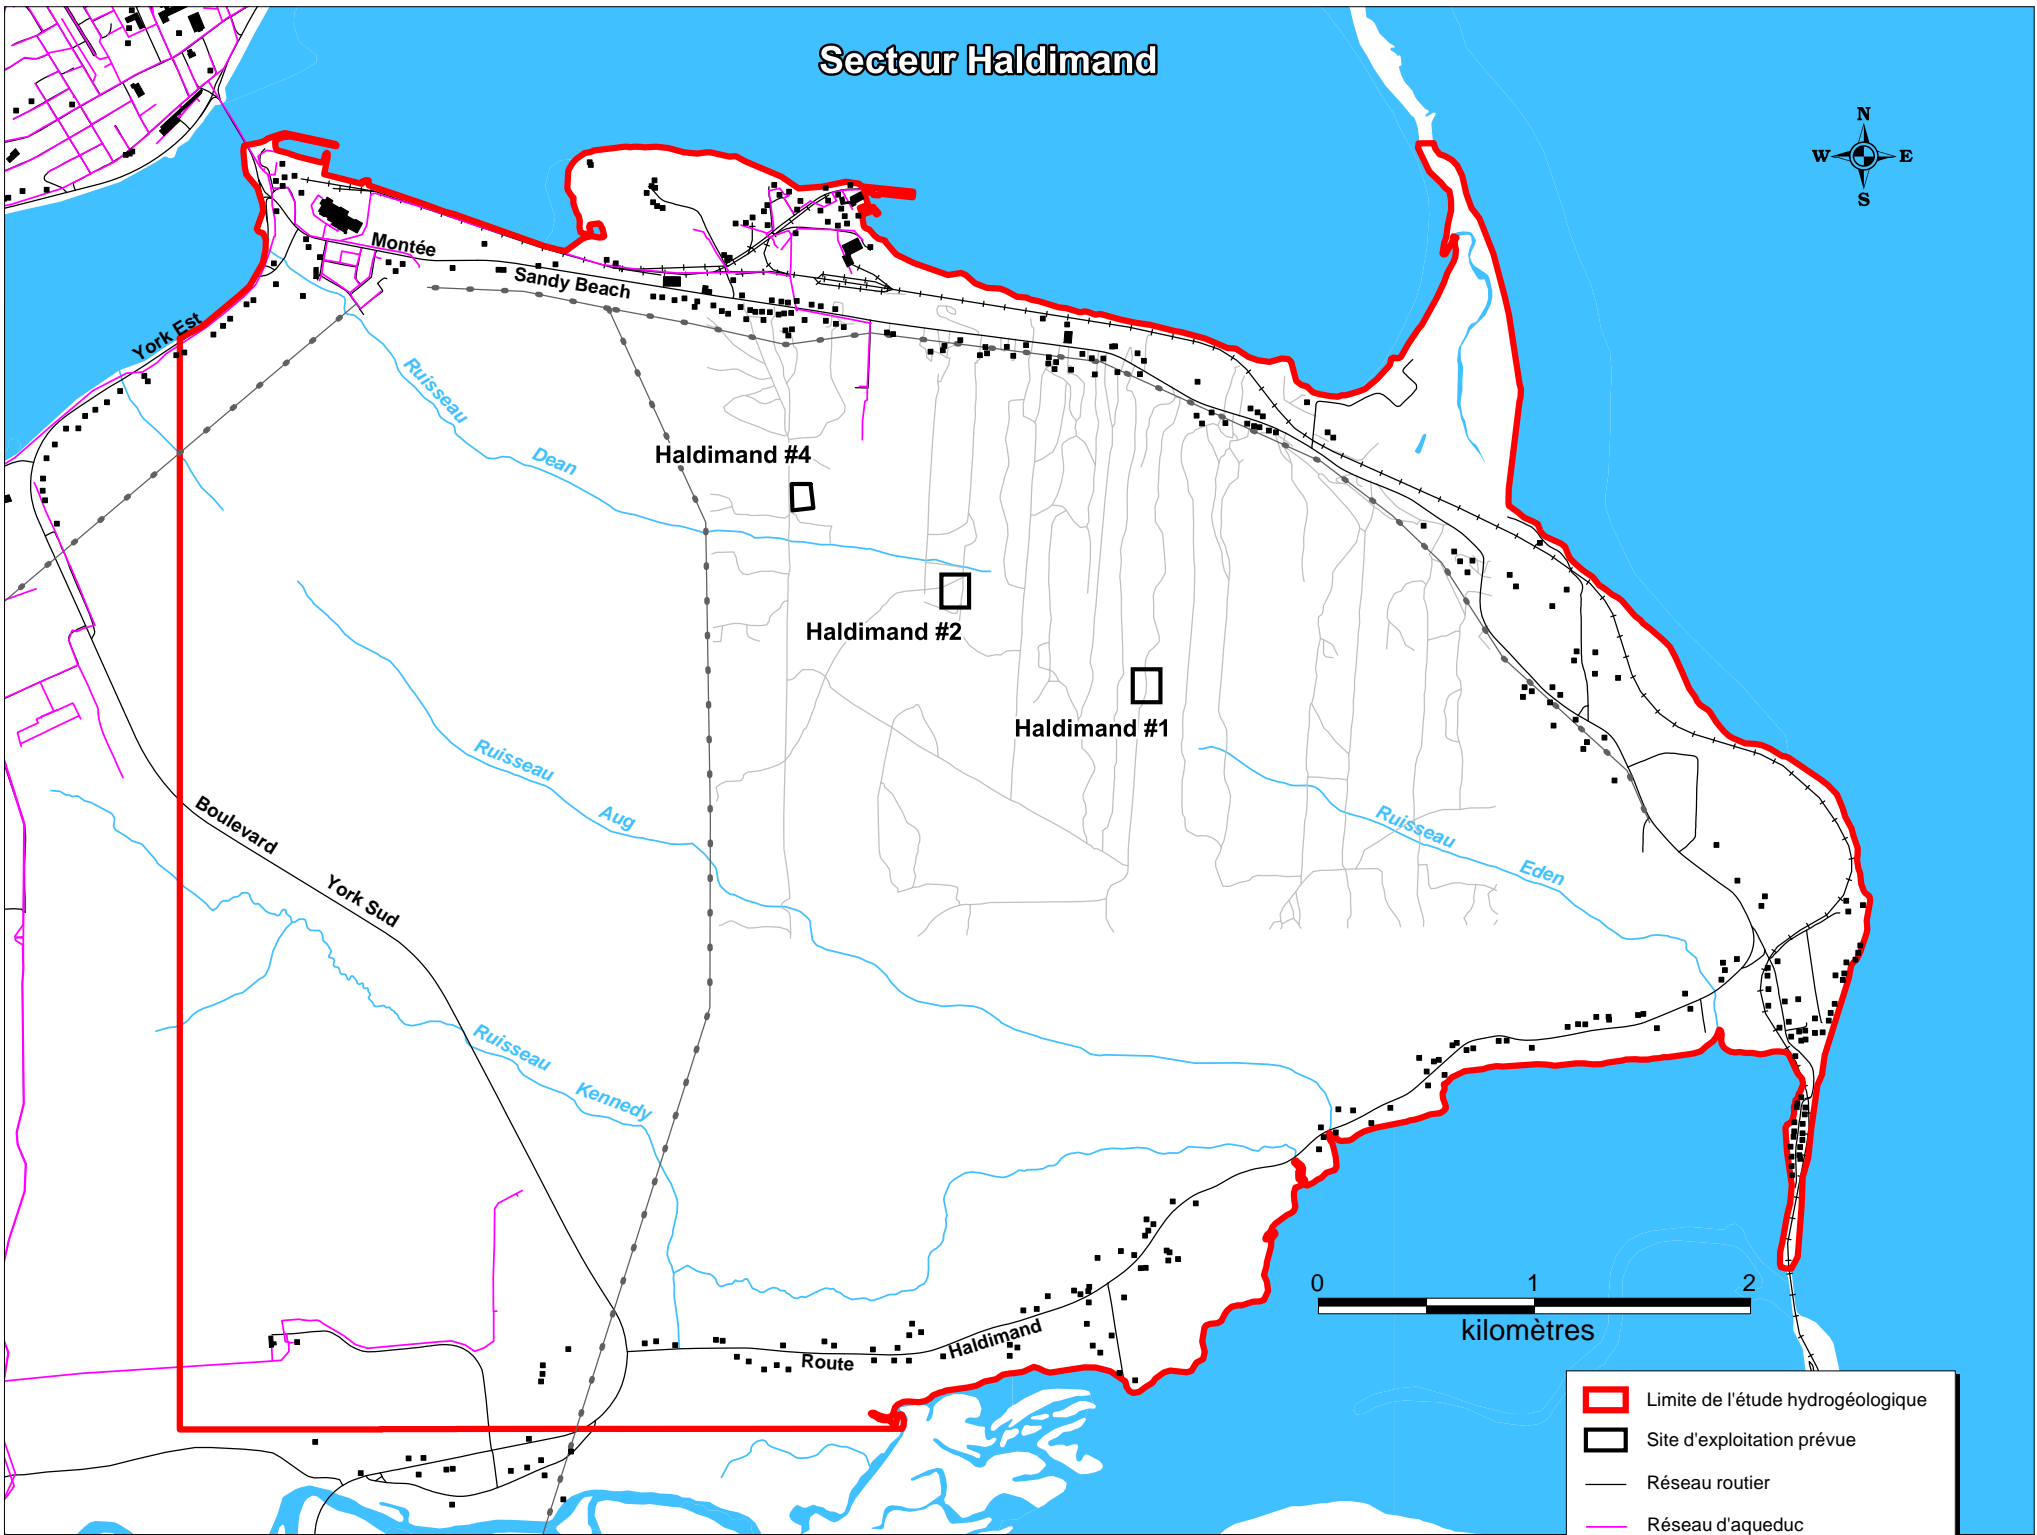 Secteur Haldimand
N
W E
S
Montée
Sandy Beach
York Est
Ruisseau
Dean
Haldimand #4
Haldimand #2
Haldimand #1
Ruisseau
Aug
Ruisseau
Eden
Boulevard
York Sud
Ruisseau
Kennedy
0 1 2
kilomètres
Route
Haldimand
Limite de l'étude hydrogéologique
Site d'exploitation prévue
Réseau routier
Réseau d'aqueduc